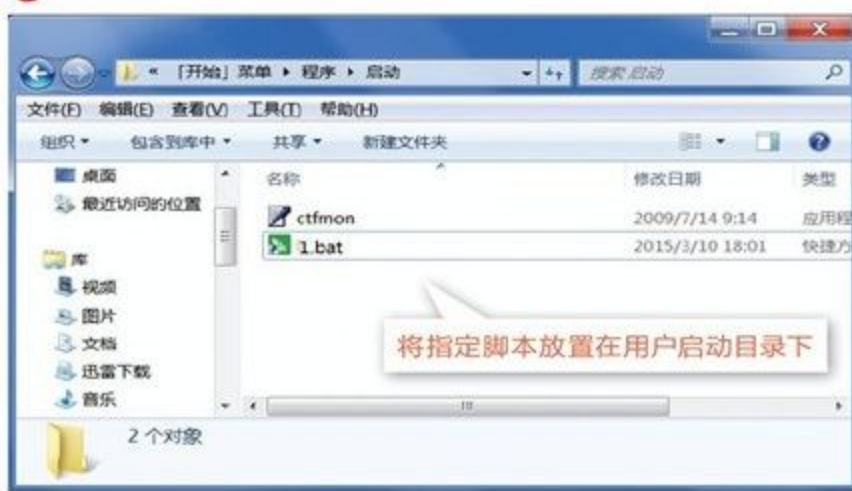 « 「开始」菜单 ▸ 程序 ▸ 启动
搜索 启动
文件(F) 编辑(E) 查看(V) 工具(T) 帮助(H)
组织 包含到库中 共享 新建文件夹
桌面
最近访问的位置
库
视频
图片
文档
迅雷下载
音乐
名称 修改日期 类型
ctfmon 2009/7/14 9:14 应用程
1.bat 2015/3/10 18:01 快捷方
将指定脚本放置在用户启动目录下
2 个对象